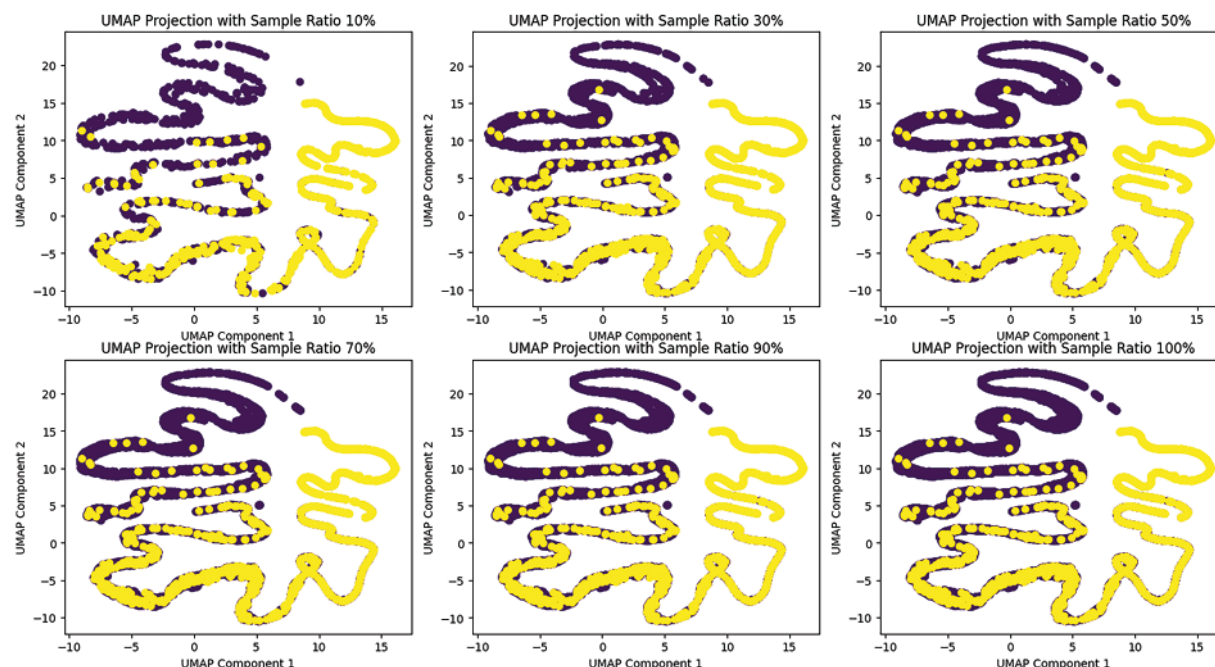 UMAP Projection with Sample Ratio 10%
UMAP Projection with Sample Ratio 30%
UMAP Projection with Sample Ratio 50%
UMAP Component 2
20
15
10
5
0
−5
−10
−10 −5 0 5 10 15
UMAP Component 1
UMAP Component 2
20
15
10
5
0
−5
−10
−10 −5 0 5 10 15
UMAP Component 1
UMAP Component 2
20
15
10
5
0
−5
−10
−10 −5 0 5 10 15
UMAP Component 1
UMAP Projection with Sample Ratio 70%
UMAP Projection with Sample Ratio 90%
UMAP Projection with Sample Ratio 100%
UMAP Component 2
20
15
10
5
0
−5
−10
−10 −5 0 5 10 15
UMAP Component 1
UMAP Component 2
20
15
10
5
0
−5
−10
−10 −5 0 5 10 15
UMAP Component 1
UMAP Component 2
20
15
10
5
0
−5
−10
−10 −5 0 5 10 15
UMAP Component 1